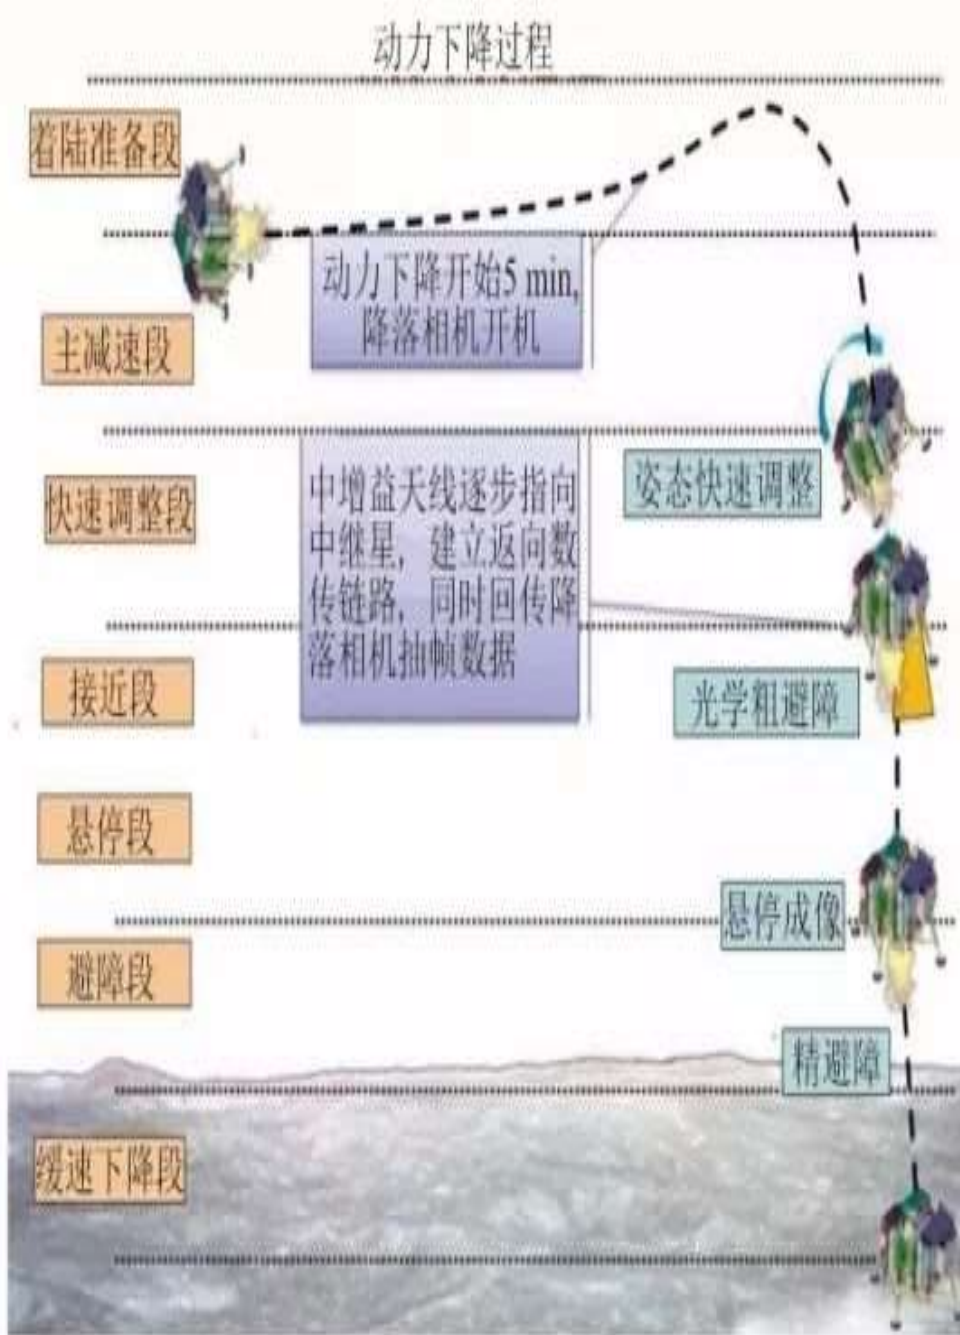 动力下降过程
着陆准备段
动力下降开始5 min,
降落相机开机
主减速段
快速调整段
中增益天线逐步指向
中继星，建立返向数
传链路，同时回传降
落相机抽帧数据
姿态快速调整
接近段
光学粗避障
悬停段
悬停成像
避障段
精避障
缓速下降段